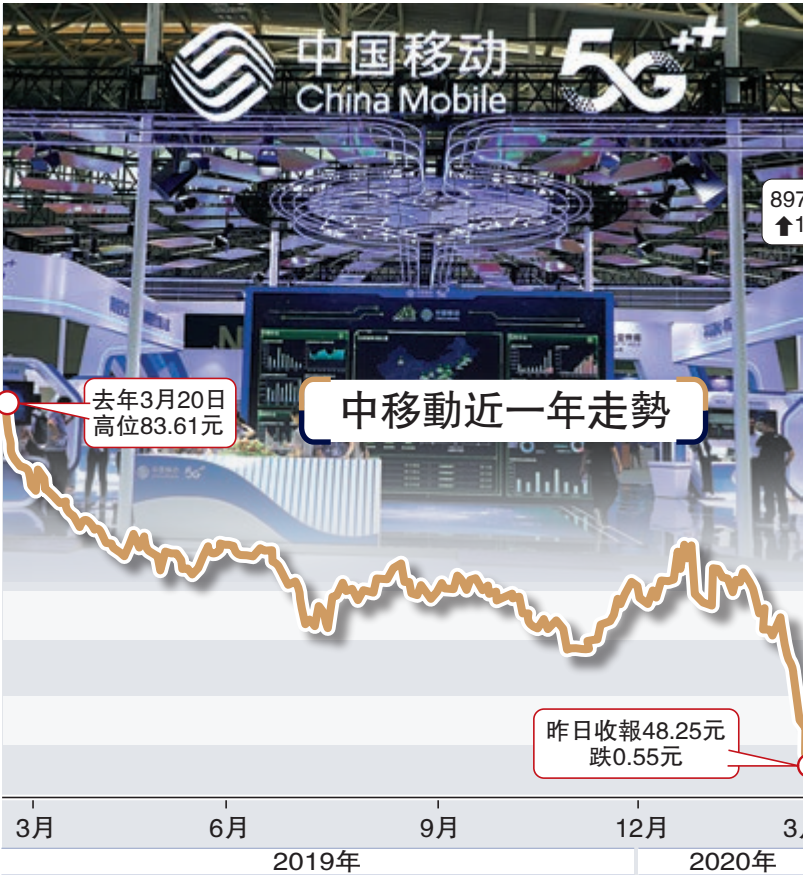 中国移动
China Mobile
5G++
897
1
去年3月20日
高位83.61元
中移動近一年走勢
昨日收報48.25元
跌0.55元
3月
6月
9月
12月
3
2019年
2020年